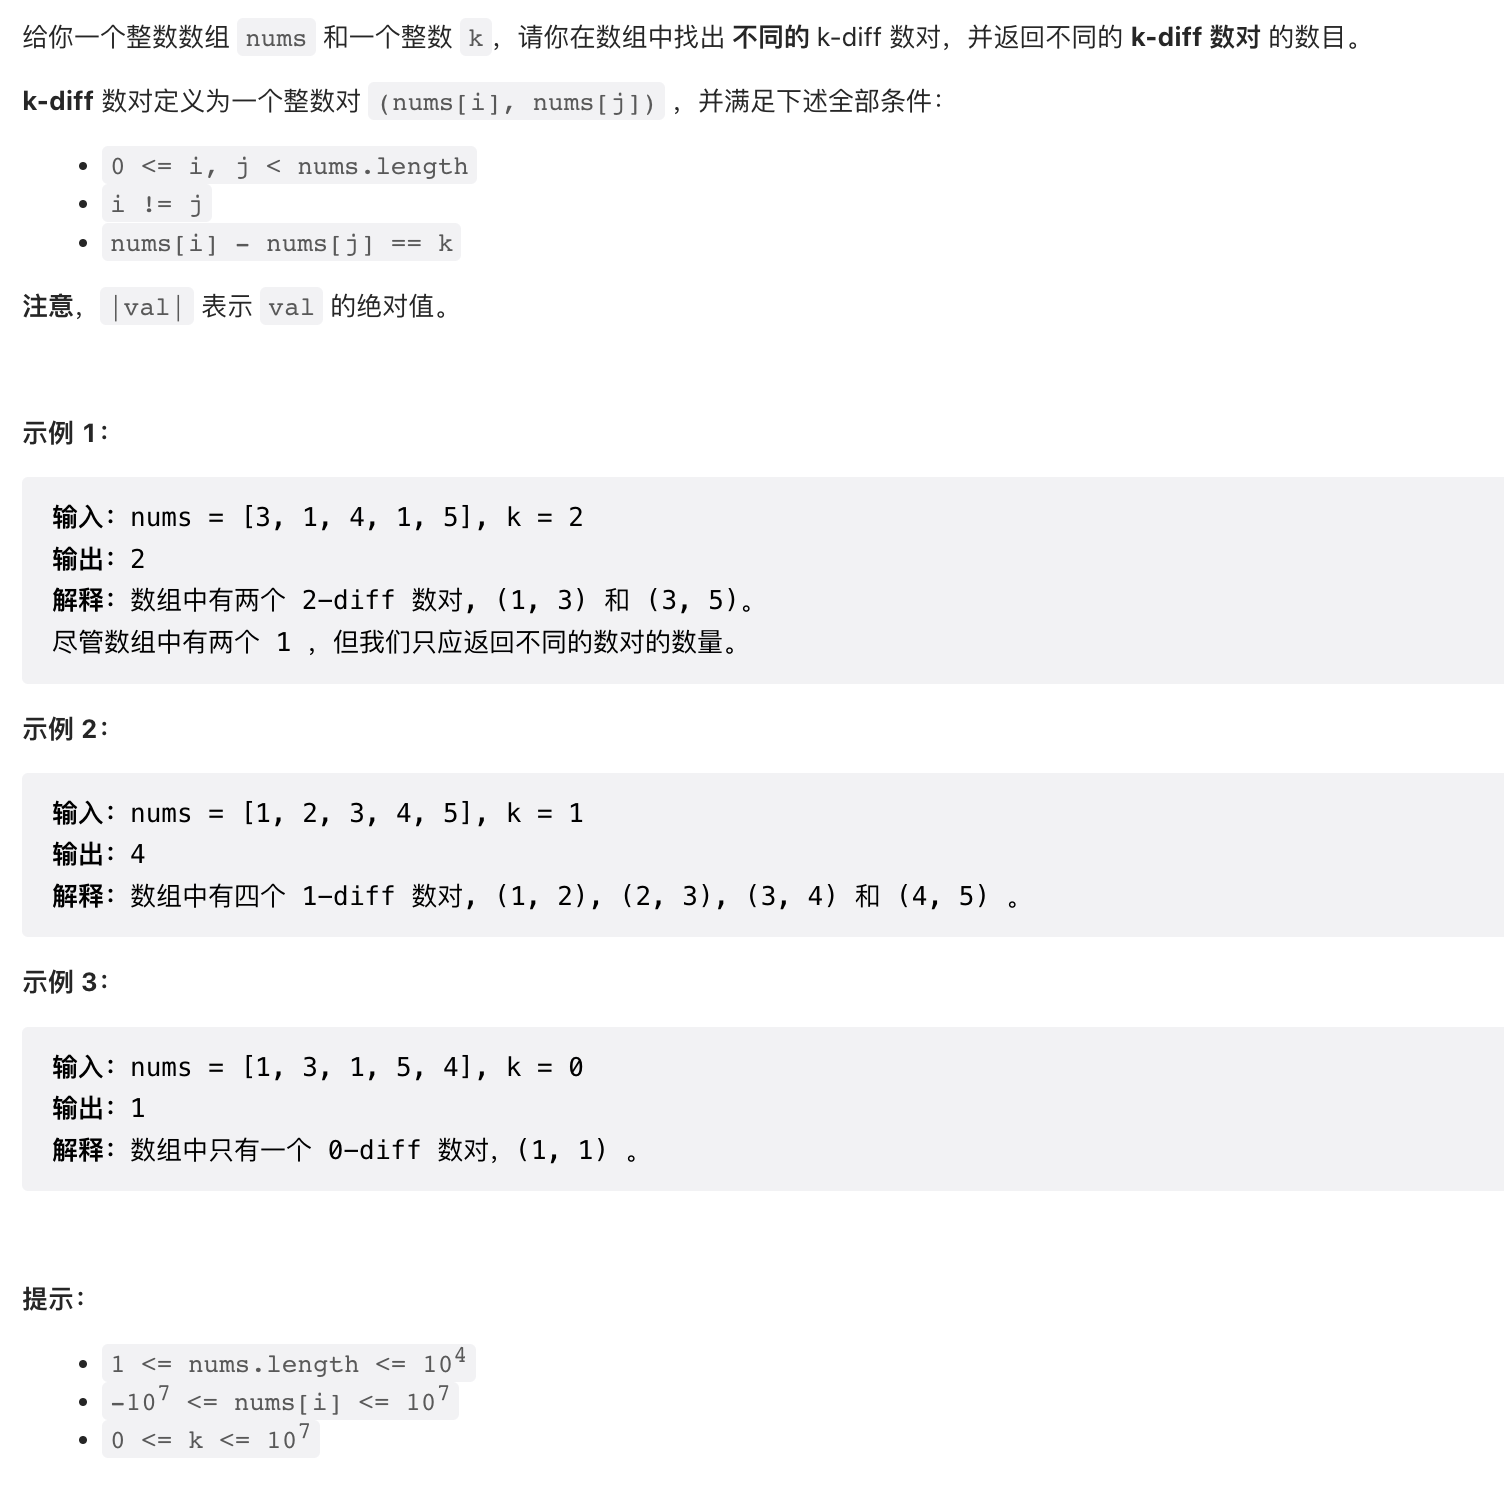 给你一个整数数组 nums 和一个整数 k，请你在数组中找出 不同的 k-diff 数对，并返回不同的 k-diff 数对 的数目。
k-diff 数对定义为一个整数对 (nums[i], nums[j]) ，并满足下述全部条件：
• 0 <= i, j < nums.length
• i != j
• nums[i] - nums[j] == k
注意，|val| 表示 val 的绝对值。
示例 1：
输入：nums = [3, 1, 4, 1, 5], k = 2
输出：2
解释：数组中有两个 2-diff 数对, (1, 3) 和 (3, 5)。
尽管数组中有两个 1 ，但我们只应返回不同的数对的数量。
示例 2：
输入：nums = [1, 2, 3, 4, 5], k = 1
输出：4
解释：数组中有四个 1-diff 数对, (1, 2), (2, 3), (3, 4) 和 (4, 5) 。
示例 3：
输入：nums = [1, 3, 1, 5, 4], k = 0
输出：1
解释：数组中只有一个 0-diff 数对，(1, 1) 。
提示：
• 1 <= nums.length <= 10⁴
• -10⁷ <= nums[i] <= 10⁷
• 0 <= k <= 10⁷